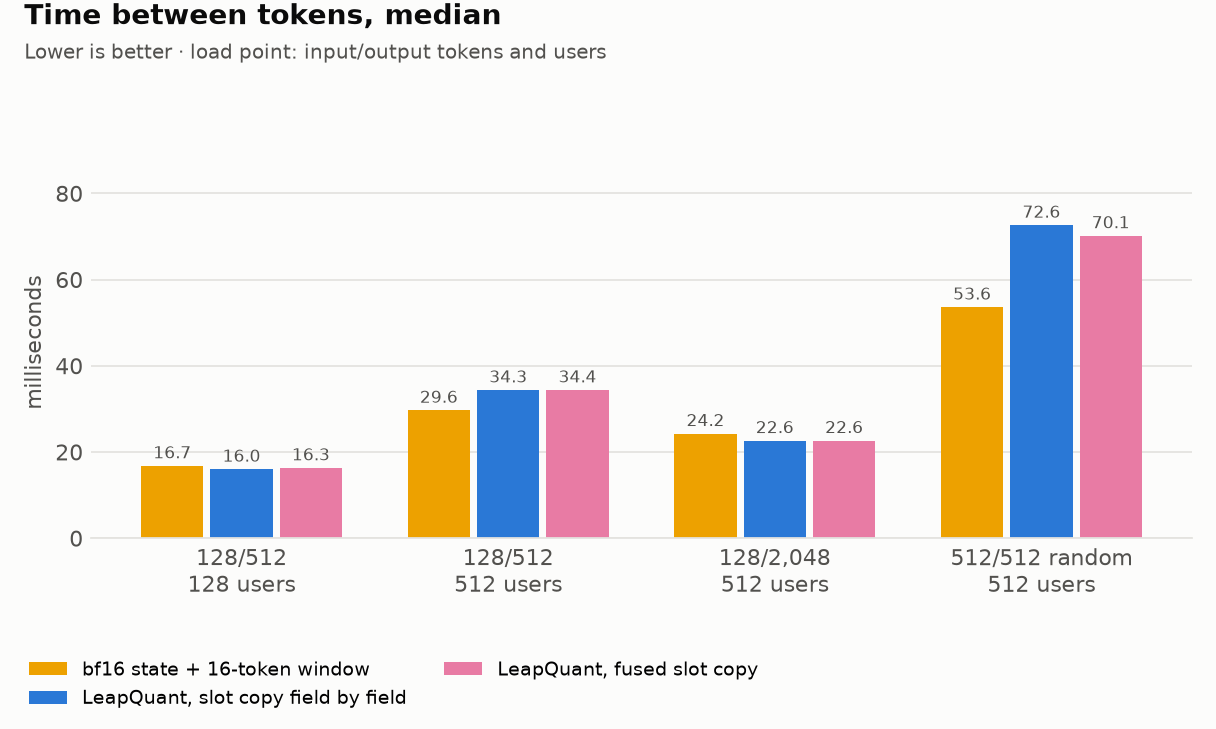 Time between tokens, median
Lower is better · load point: input/output tokens and users
milliseconds
80
60
40
20
0
16.7
16.0
16.3
29.6
34.3
34.4
24.2
22.6
22.6
53.6
72.6
70.1
128/512
128 users
128/512
512 users
128/2,048
512 users
512/512 random
512 users
bf16 state + 16-token window
LeapQuant, slot copy field by field
LeapQuant, fused slot copy